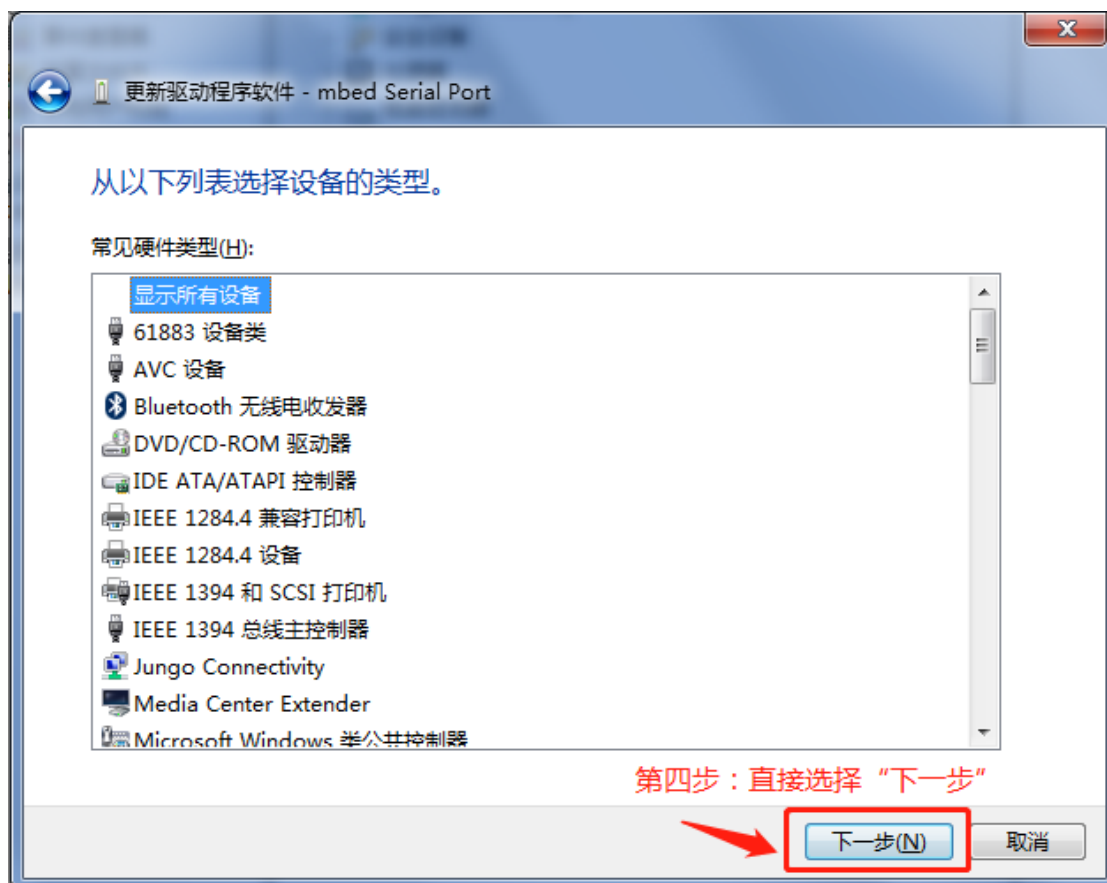 更新驱动程序软件 - mbed Serial Port
从以下列表选择设备的类型。
常见硬件类型(H):
显示所有设备
61883 设备类
AVC 设备
Bluetooth 无线电收发器
DVD/CD-ROM 驱动器
IDE ATA/ATAPI 控制器
IEEE 1284.4 兼容打印机
IEEE 1284.4 设备
IEEE 1394 和 SCSI 打印机
IEEE 1394 总线主控制器
Jungo Connectivity
Media Center Extender
Microsoft Windows 类公共控制器
第四步：直接选择“下一步”
下一步(N) 取消